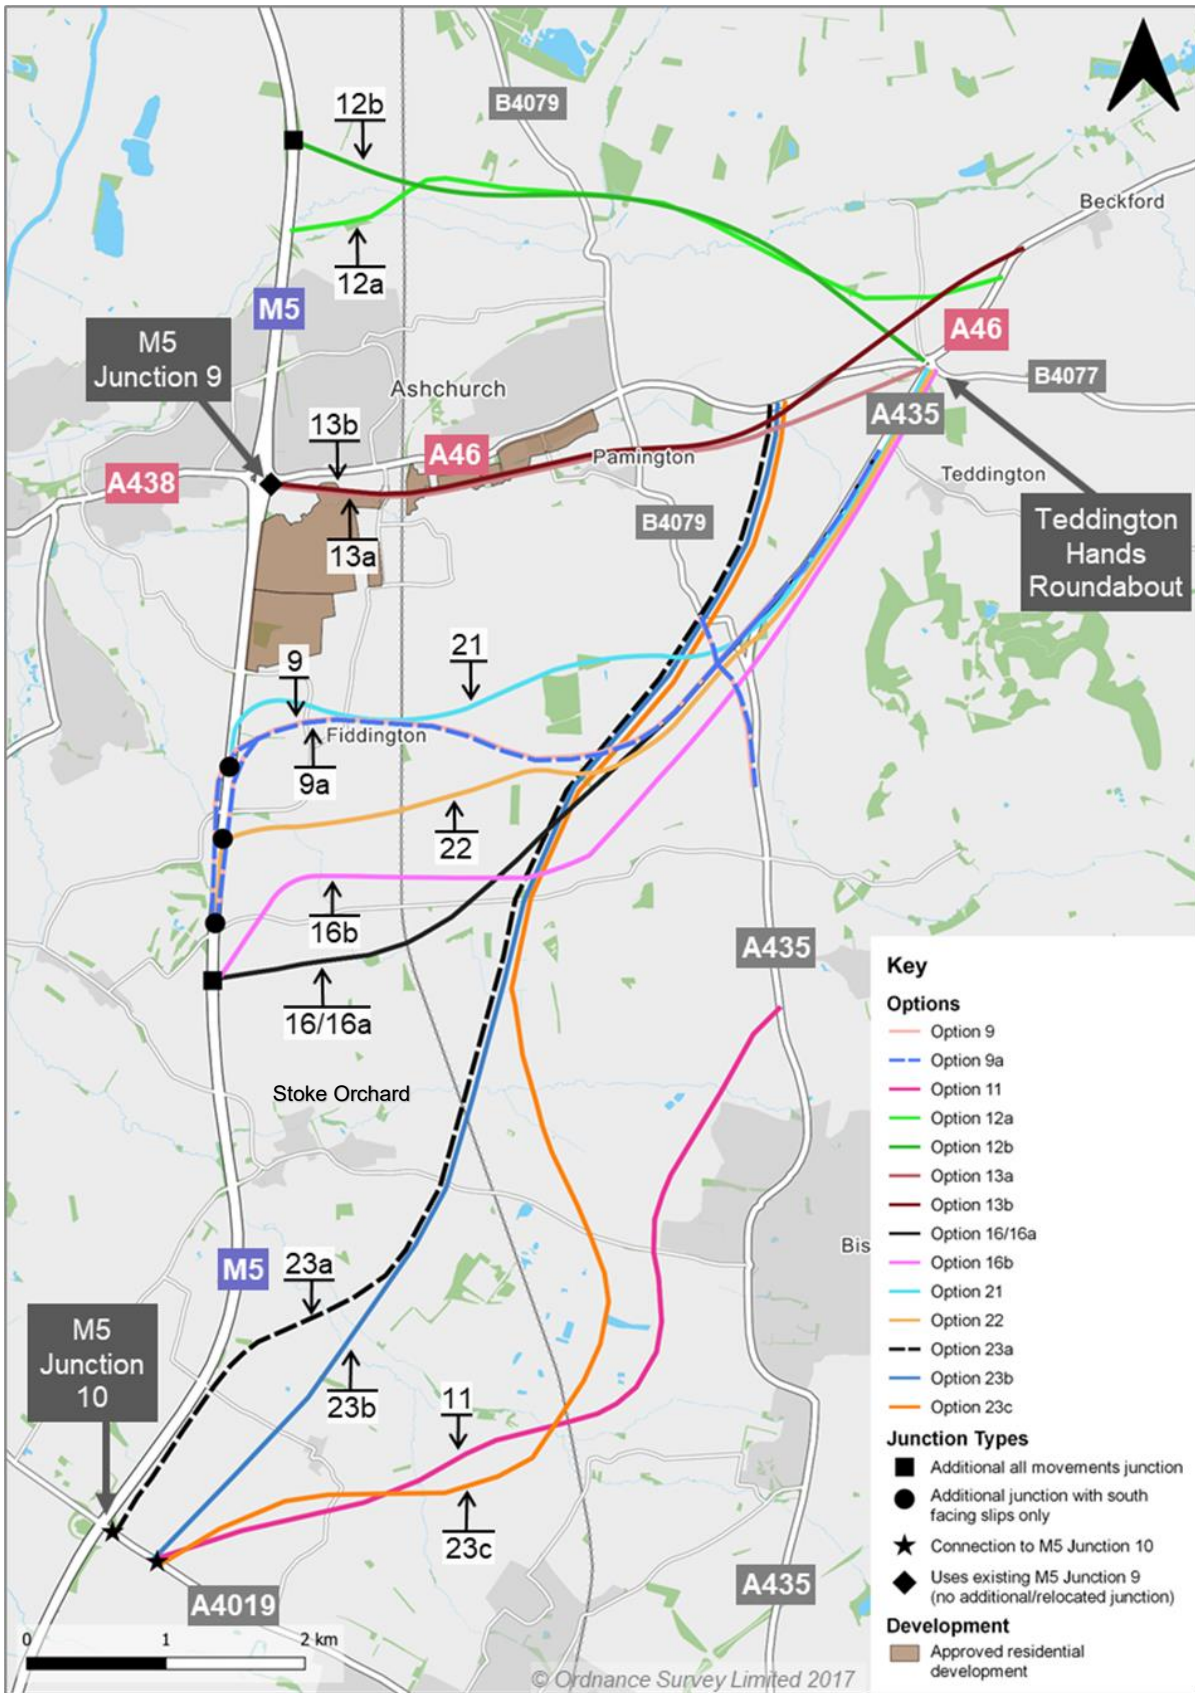 B4079
12b
Beckford
12a
M5
M5
Junction 9
A46
B4077
Ashchurch
A435
13b
A46
Pamington
A438
Teddington
B4079
13a
Teddington
Hands
Roundabout
9
21
Fiddington
9a
22
16b
A435
16/16a
Stoke Orchard
Bis
M5
23a
M5
Junction
10
23b
11
23c
A4019
A435
0 1 2 km
© Ordnance Survey Limited 2017
Key
Options
Option 9
Option 9a
Option 11
Option 12a
Option 12b
Option 13a
Option 13b
Option 16/16a
Option 16b
Option 21
Option 22
Option 23a
Option 23b
Option 23c
Junction Types
Additional all movements junction
Additional junction with south
facing slips only
Connection to M5 Junction 10
Uses existing M5 Junction 9
(no additional/relocated junction)
Development
Approved residential
development